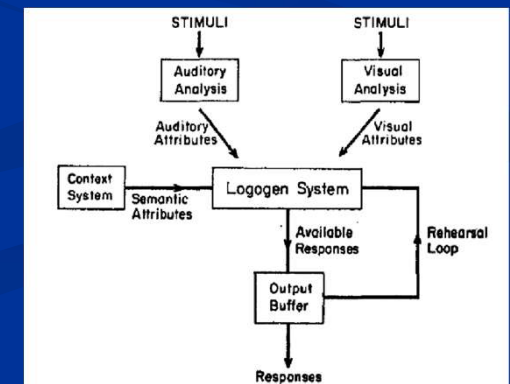 STIMULI
STIMULI
Auditory
Analysis
Visual
Analysis
Auditory
Attributes
Visual
Attributes
Context
System
Semantic
Attributes
Logogen System
Available
Responses
Rehearsal
Loop
Output
Buffer
Responses